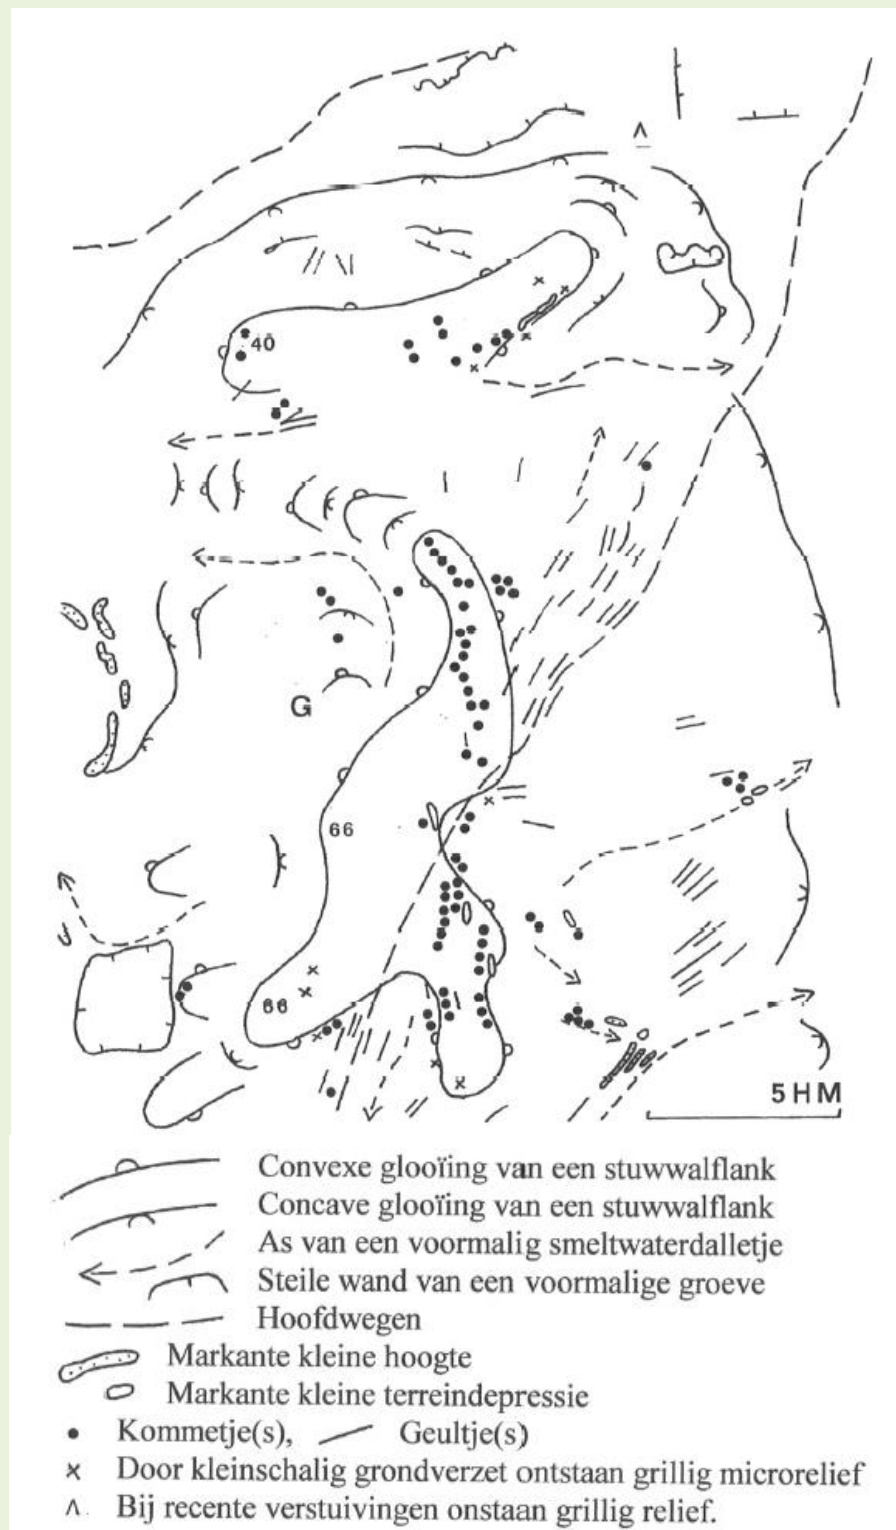 40
G
66
66
5 HM
Convexe glooïing van een stuwwalflank
Concave glooïing van een stuwwalflank
As van een voormalig smeltwaterdalletje
Steile wand van een voormalige groeve
Hoofdwegen
Markante kleine hoogte
Markante kleine terreindepressie
Kommetje(s), Geultje(s)
Door kleinschalig grondverzet ontstaan grillig microrelief
Bij recente verstuivingen onstaan grillig relief.